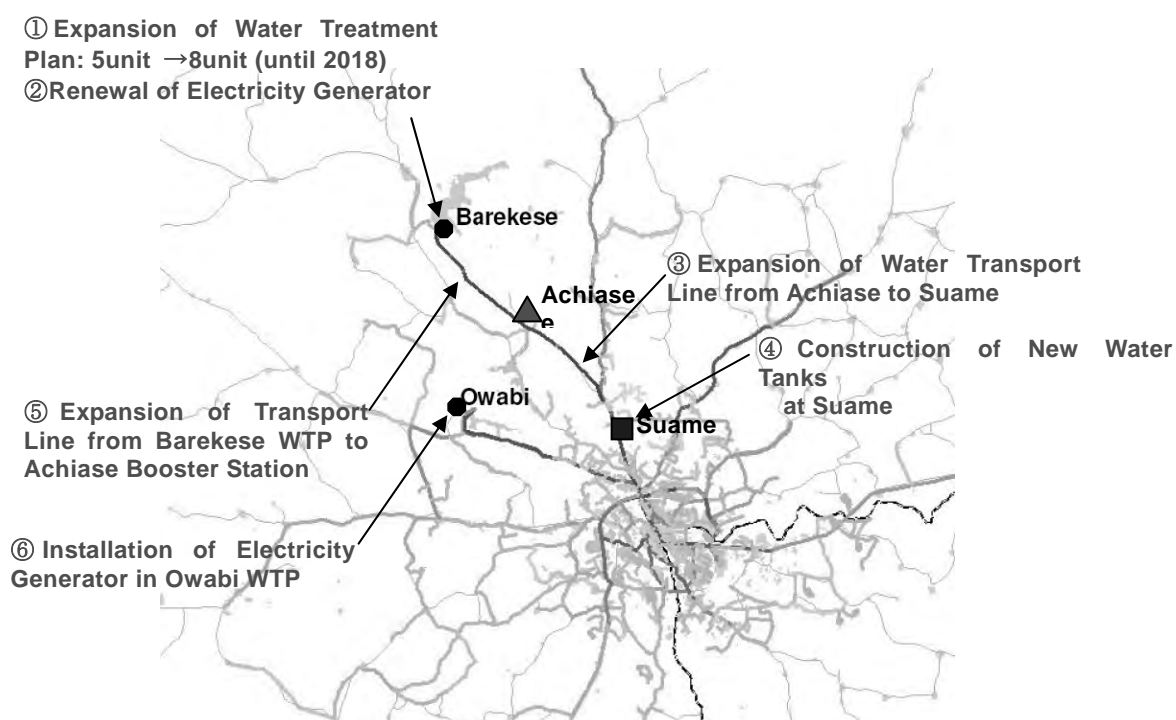 ① Expansion of Water Treatment
Plan: 5unit →8unit (until 2018)
②Renewal of Electricity Generator
Barekese
③ Expansion of Water Transport
Line from Achiase to Suame
Achiase
e
④ Construction of New Water
Tanks
at Suame
Owabi
⑤ Expansion of Transport
Line from Barekese WTP to
Achiase Booster Station
Suame
⑥ Installation of Electricity
Generator in Owabi WTP